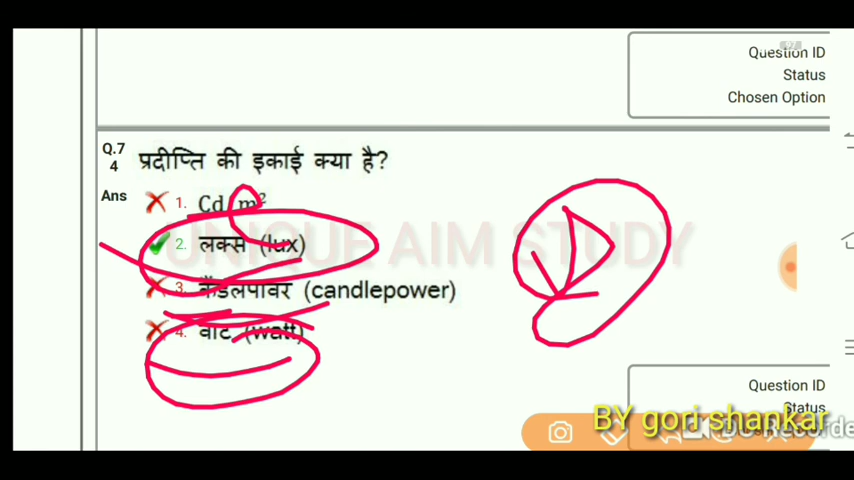 Question ID
Status
Chosen Option
Q.7
4
प्रदीप्ति की इकाई क्या है?
Ans
1. Cd m²
2. लक्स (lux)
3. कैंडलपावर (candlepower)
4. वाट (watt)
UNIQUE AIM STUDY
Question ID
Status
BY gori shankar